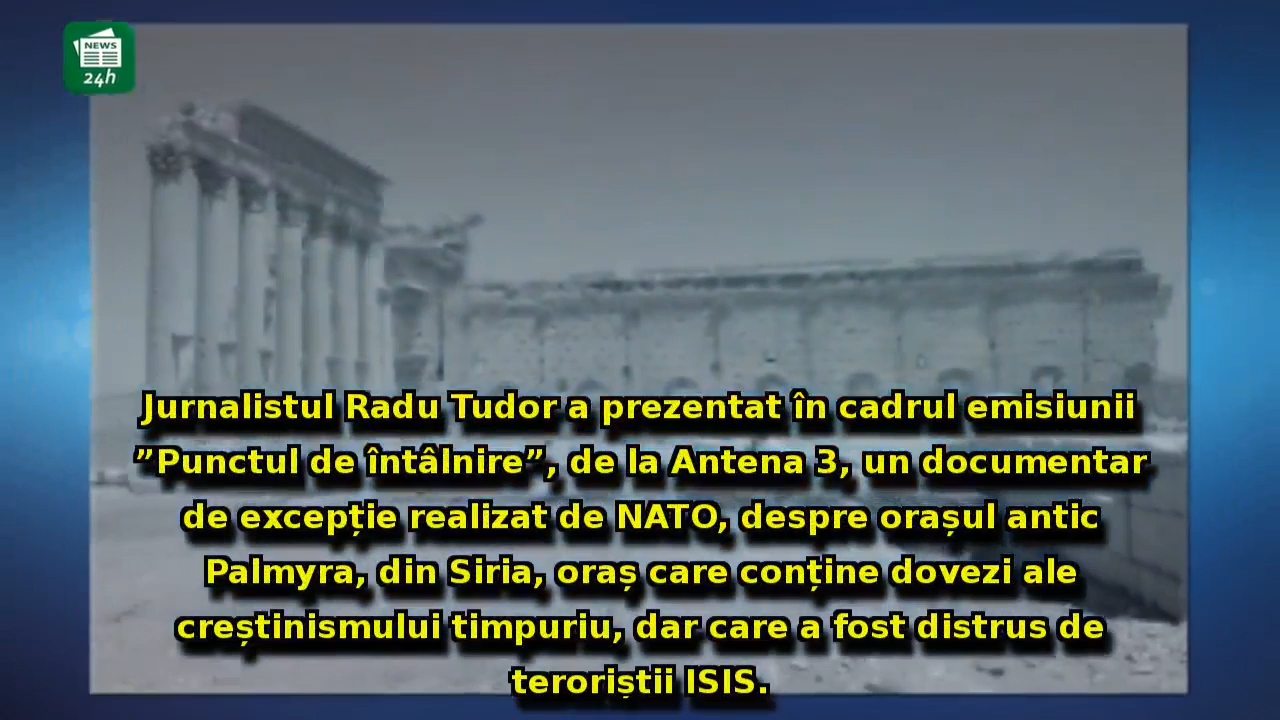 NEWS
24h
Jurnalistul Radu Tudor a prezentat în cadrul emisiunii
”Punctul de întâlnire”, de la Antena 3, un documentar
de excepție realizat de NATO, despre orașul antic
Palmyra, din Siria, oraș care conține dovezi ale
creștinismului timpuriu, dar care a fost distrus de
teroriștii ISIS.